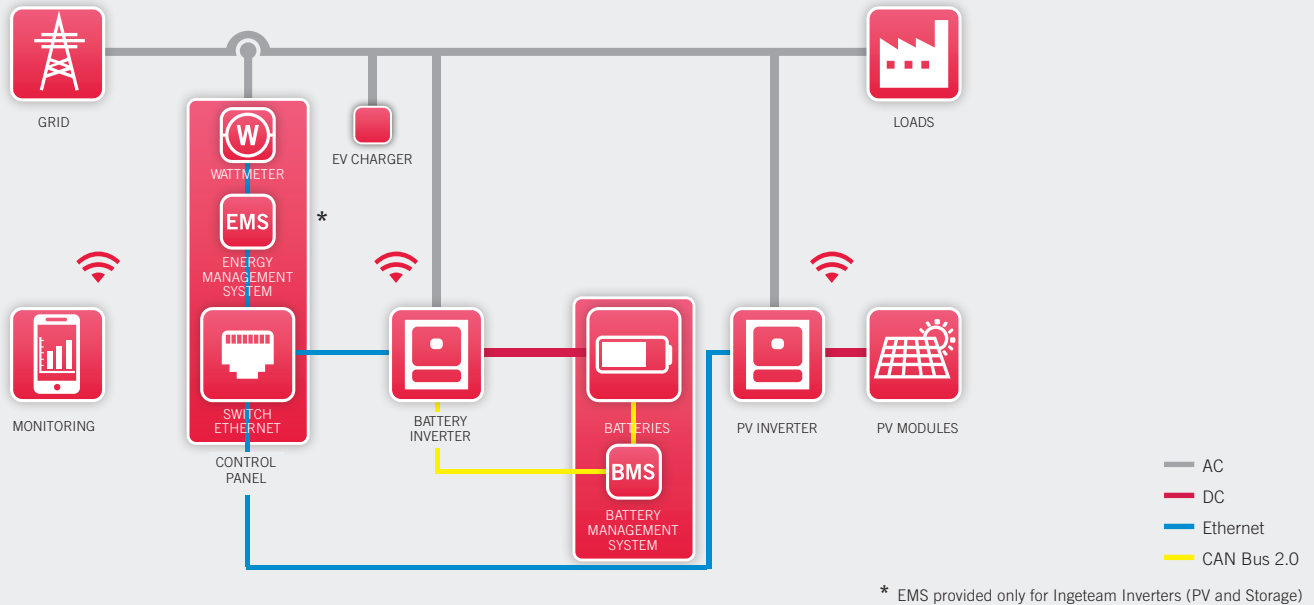 GRID
LOADS
W
WATTMETER
EV CHARGER
EMS
*
ENERGY
MANAGEMENT
SYSTEM
MONITORING
SWITCH
ETHERNET
CONTROL
PANEL
BATTERY
INVERTER
BATTERIES
BMS
BATTERY
MANAGEMENT
SYSTEM
PV INVERTER
PV MODULES
AC
DC
Ethernet
CAN Bus 2.0
* EMS provided only for Ingeteam Inverters (PV and Storage)